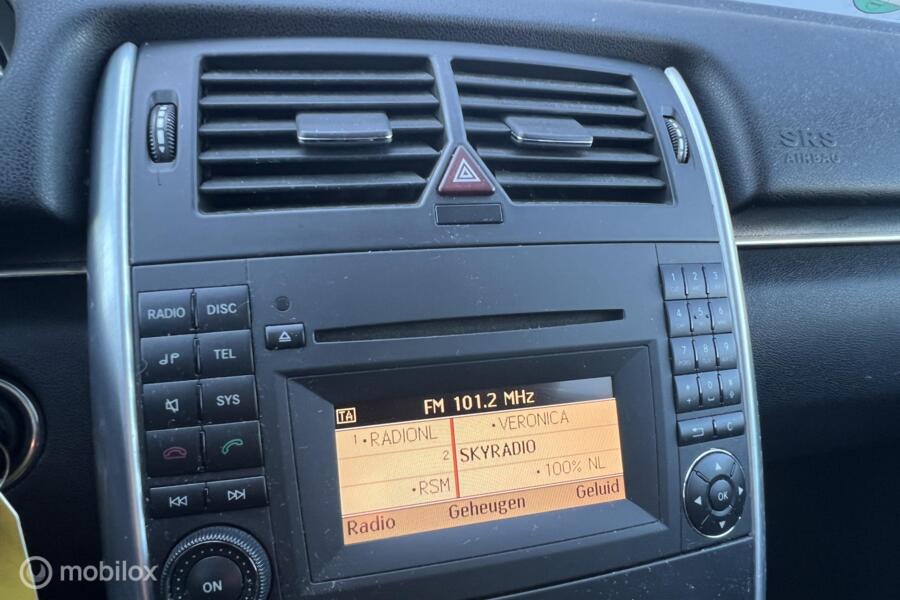 SRS
AIRBAG
RADIO DISC
TEL
SYS
ON
TA FM 101.2 MHz
1 •RADIONL •VERONICA
2 SKYRADIO
•RSM •100% NL
Radio Geheugen Geluid
1 2 3
4 5 6
7 8 9
* 0 #
C
OK
mobilox